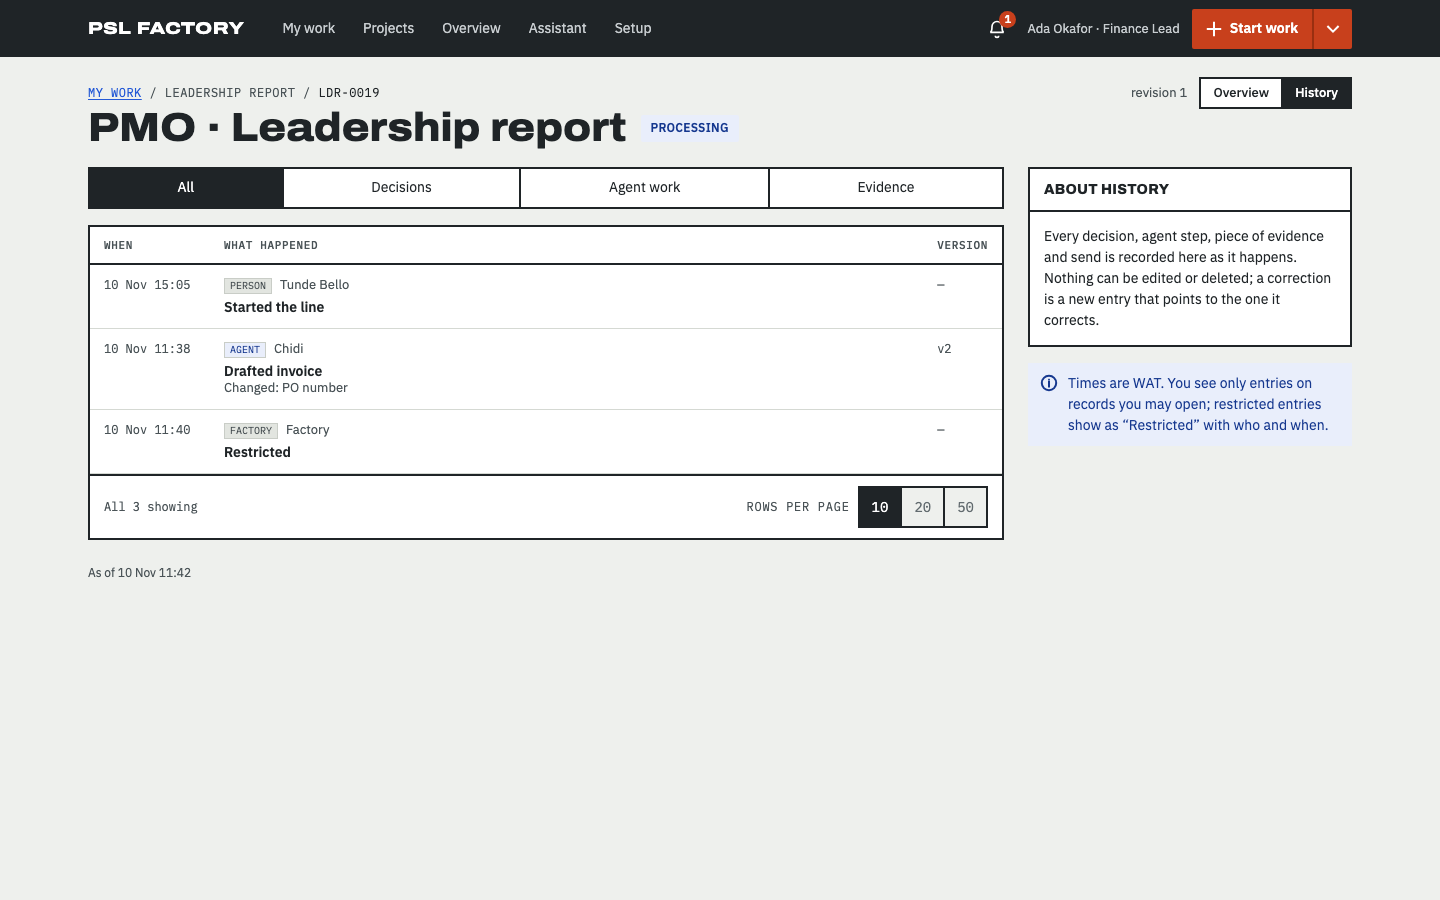 PSL FACTORY My work Projects Overview Assistant Setup 1 Ada Okafor · Finance Lead Start work
MY WORK / LEADERSHIP REPORT / LDR-0019 revision 1 Overview History
PMO · Leadership report PROCESSING
All Decisions Agent work Evidence
WHEN WHAT HAPPENED VERSION
10 Nov 15:05 PERSON Tunde Bello –
Started the line
10 Nov 11:38 AGENT Chidi v2
Drafted invoice
Changed: PO number
10 Nov 11:40 FACTORY Factory –
Restricted
All 3 showing ROWS PER PAGE 10 20 50
As of 10 Nov 11:42
ABOUT HISTORY
Every decision, agent step, piece of evidence
and send is recorded here as it happens.
Nothing can be edited or deleted; a correction
is a new entry that points to the one it
corrects.
Times are WAT. You see only entries on
records you may open; restricted entries
show as “Restricted” with who and when.